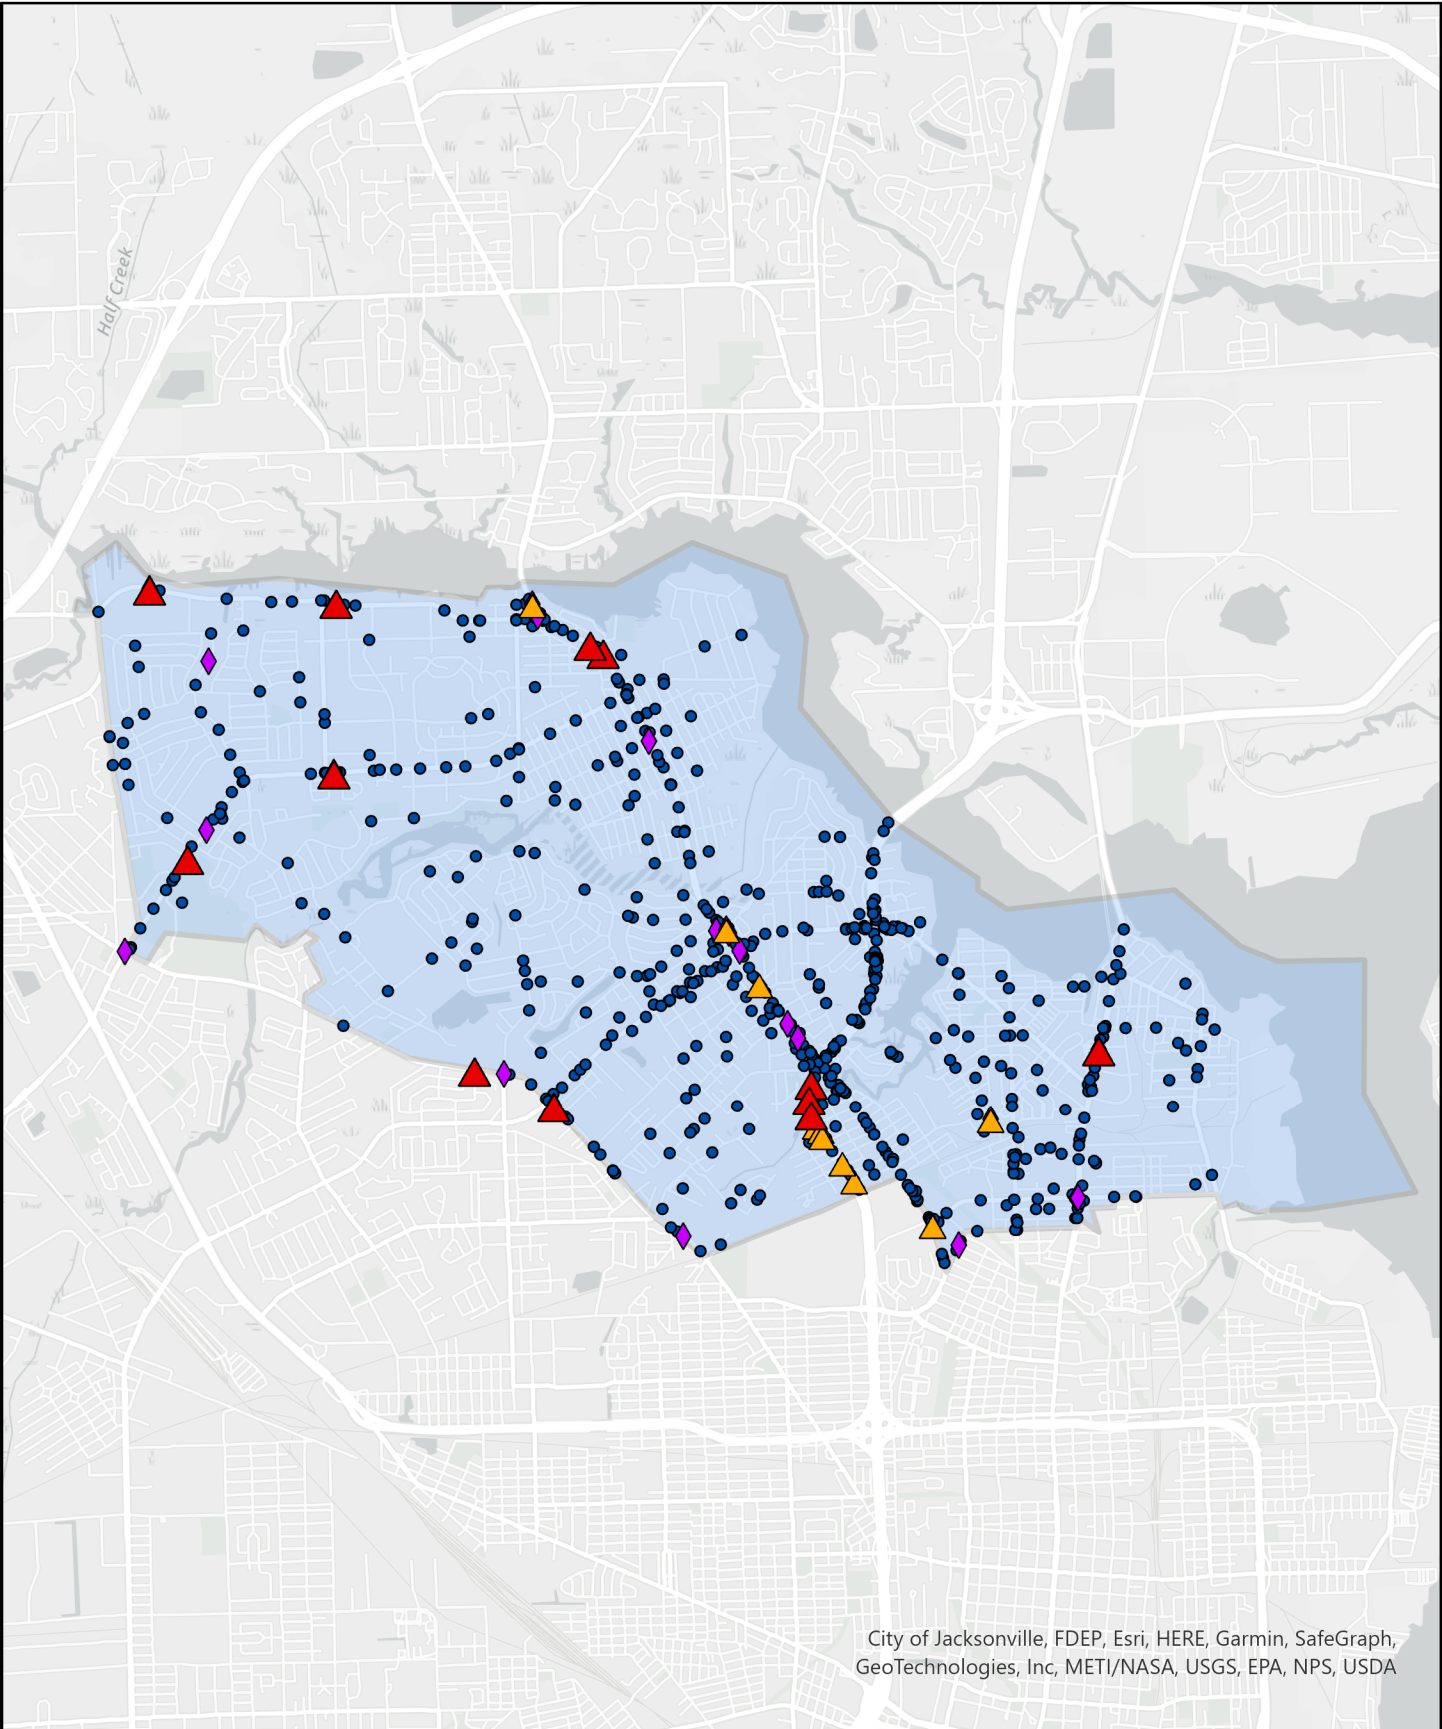 Half Creek
City of Jacksonville, FDEP, Esri, HERE, Garmin, SafeGraph,
GeoTechnologies, Inc, METI/NASA, USGS, EPA, NPS, USDA